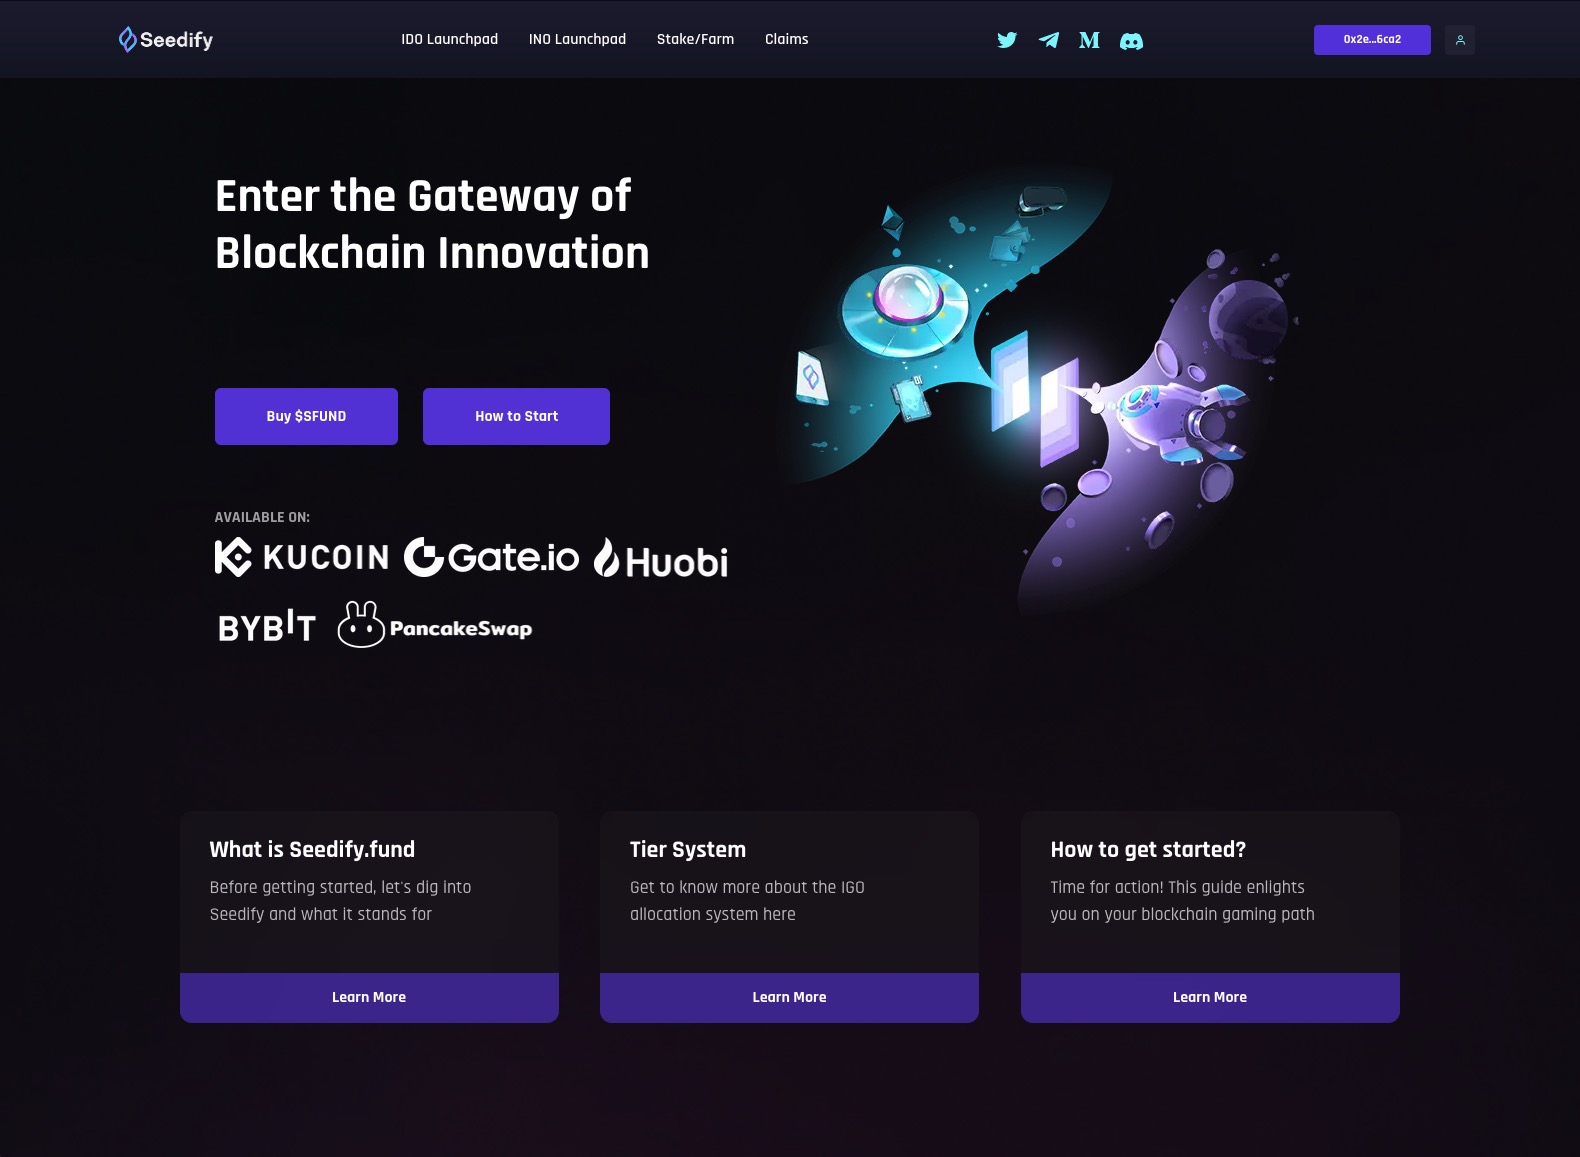 Seedify
IDO Launchpad
INO Launchpad
Stake/Farm
Claims
0x2e...6ca2
Enter the Gateway of
Blockchain Innovation
Buy $SFUND
How to Start
AVAILABLE ON:
KUCOIN
Gate.io
Huobi
BYBIT
PancakeSwap
What is Seedify.fund
Before getting started, let's dig into
Seedify and what it stands for
Learn More
Tier System
Get to know more about the IGO
allocation system here
Learn More
How to get started?
Time for action! This guide enlights
you on your blockchain gaming path
Learn More